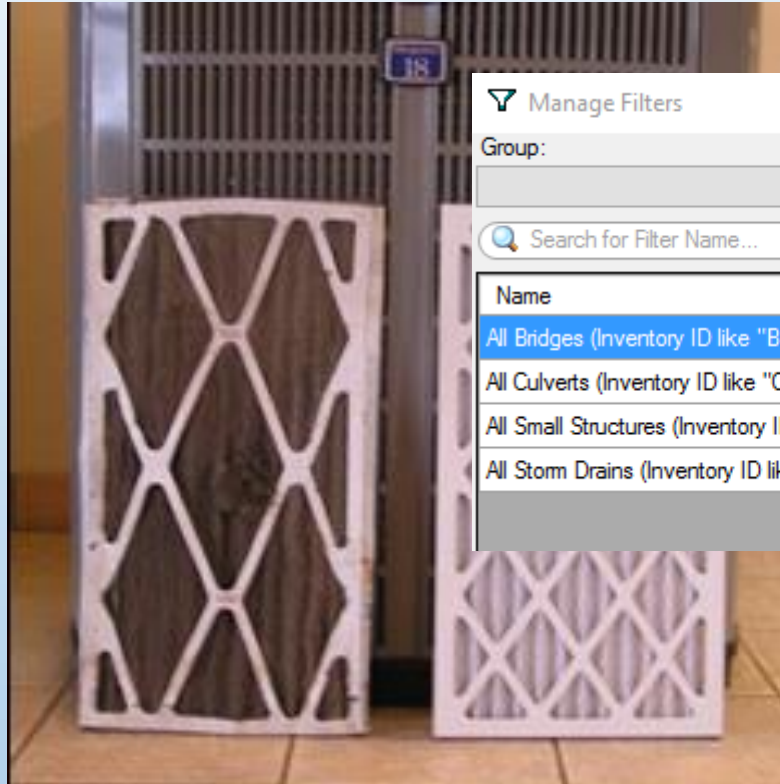 18
Manage Filters
Group:
Search for Filter Name...
Name
All Bridges (Inventory ID like "B
All Culverts (Inventory ID like "C
All Small Structures (Inventory I
All Storm Drains (Inventory ID lik